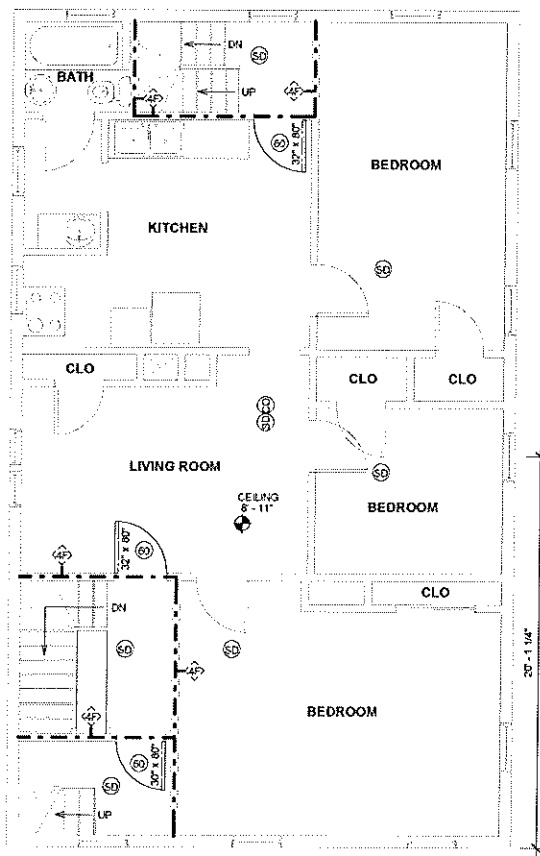 DN
SD
BATH
4F
UP
4F
60
32" x 80"
BEDROOM
KITCHEN
SD
CLO
CLO
CLO
CO
SD
LIVING ROOM
SD
CEILING
8' - 11"
BEDROOM
32" x 80"
60
4F
CLO
DN
SD
SD
4F
20' - 1 1/4"
BEDROOM
4F
60
30" x 80"
SD
UP